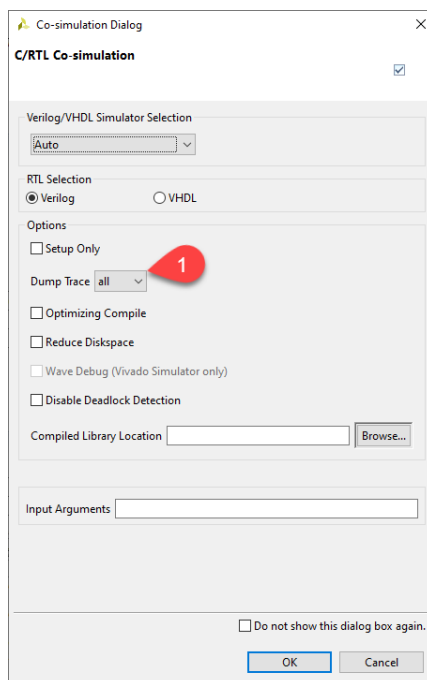 Co-simulation Dialog
C/RTL Co-simulation
Verilog/VHDL Simulator Selection
Auto
RTL Selection
Verilog VHDL
Options
Setup Only
Dump Trace all 1
Optimizing Compile
Reduce Diskspace
Wave Debug (Vivado Simulator only)
Disable Deadlock Detection
Compiled Library Location Browse...
Input Arguments
Do not show this dialog box again.
OK Cancel